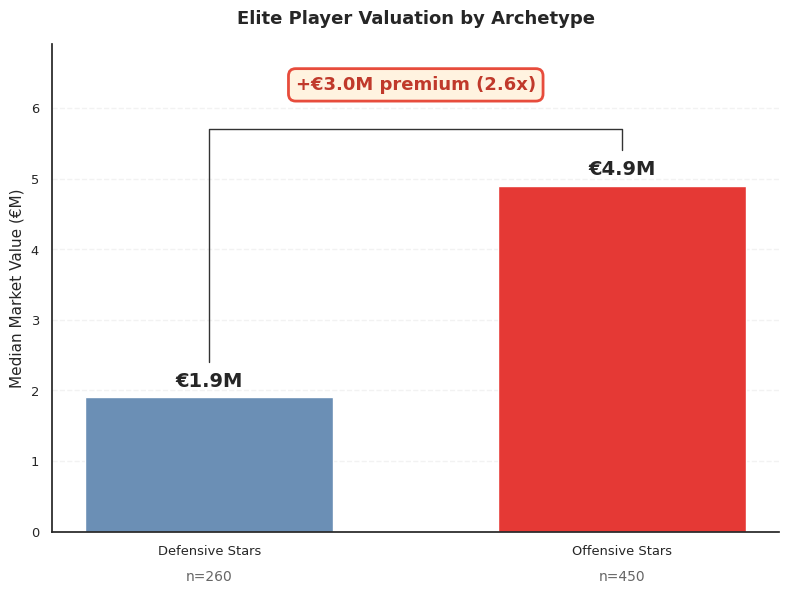 Elite Player Valuation by Archetype
+€3.0M premium (2.6x)
Median Market Value (€M)
6
5
4
3
2
1
0
€1.9M
€4.9M
Defensive Stars
Offensive Stars
n=260
n=450